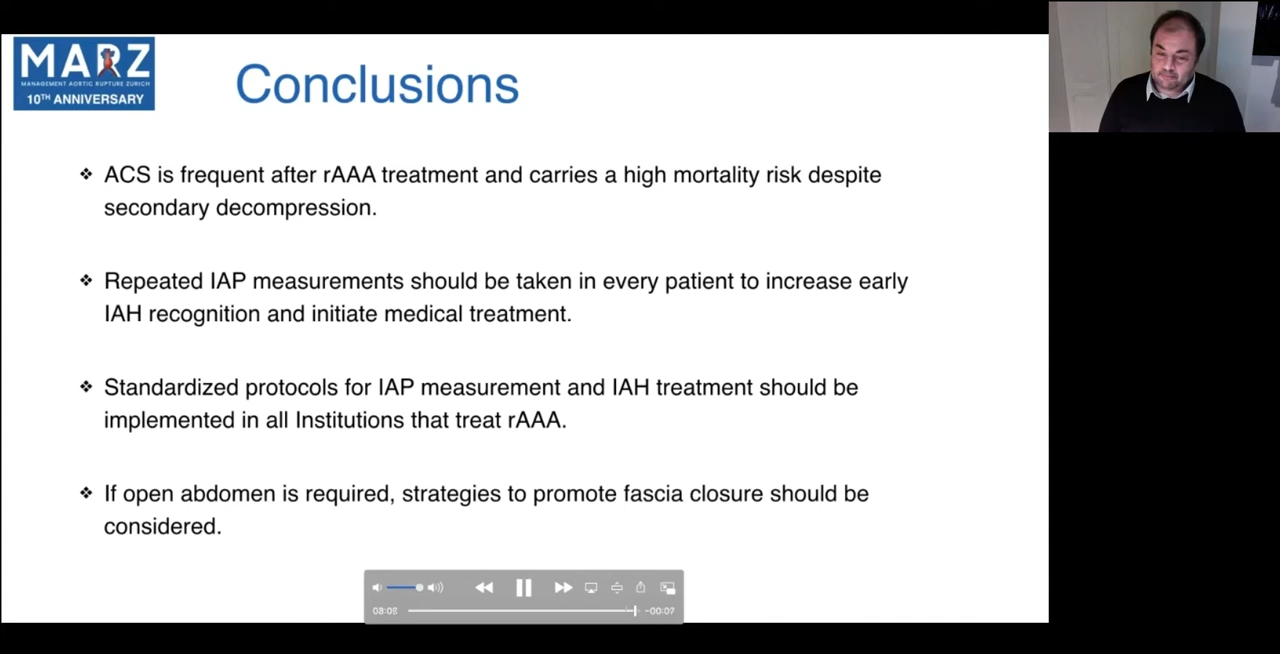 MARZ
MANAGEMENT AORTIC RUPTURE ZURICH
10TH ANNIVERSARY
Conclusions
❖ ACS is frequent after rAAA treatment and carries a high mortality risk despite
secondary decompression.
❖ Repeated IAP measurements should be taken in every patient to increase early
IAH recognition and initiate medical treatment.
❖ Standardized protocols for IAP measurement and IAH treatment should be
implemented in all Institutions that treat rAAA.
❖ If open abdomen is required, strategies to promote fascia closure should be
considered.
-00:07